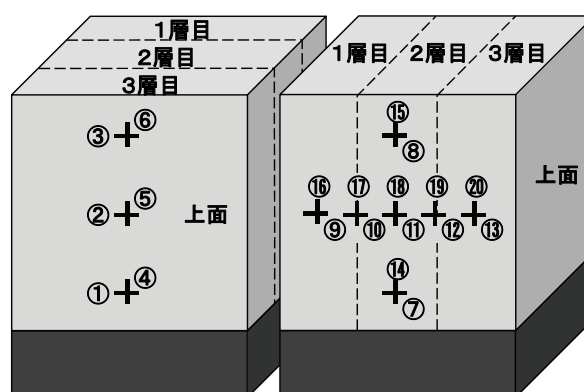 1層目
2層目
3層目
③ ⑥
② ⑤
上面
① ④
1層目 2層目 3層目
⑮
⑧
上面
⑯ ⑰ ⑱ ⑲ ⑳
⑨ ⑩ ⑪ ⑫ ⑬
⑭
⑦